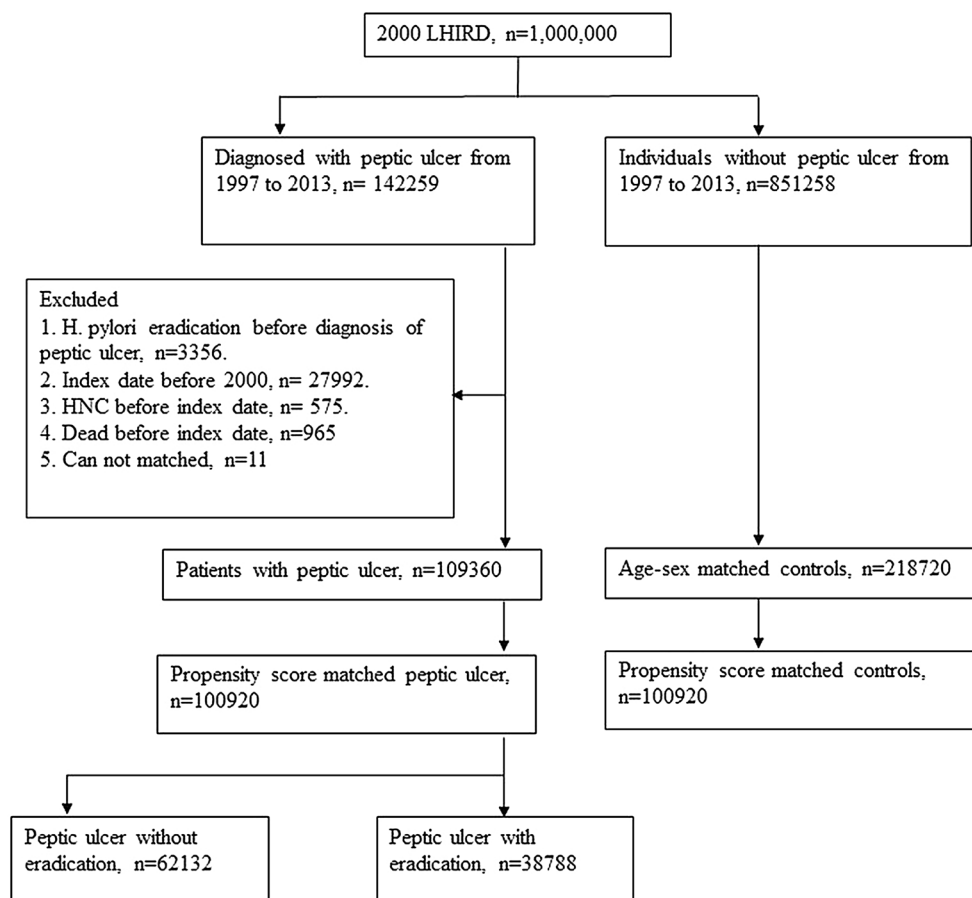 2000 LHIRD, n=1,000,000
Diagnosed with peptic ulcer from
1997 to 2013, n= 142259
Individuals without peptic ulcer from
1997 to 2013, n=851258
Excluded
1. H. pylori eradication before diagnosis of
peptic ulcer, n=3356.
2. Index date before 2000, n= 27992.
3. HNC before index date, n= 575.
4. Dead before index date, n=965
5. Can not matched, n=11
Patients with peptic ulcer, n=109360
Age-sex matched controls, n=218720
Propensity score matched peptic ulcer,
n=100920
Propensity score matched controls,
n=100920
Peptic ulcer without
eradication, n=62132
Peptic ulcer with
eradication, n=38788